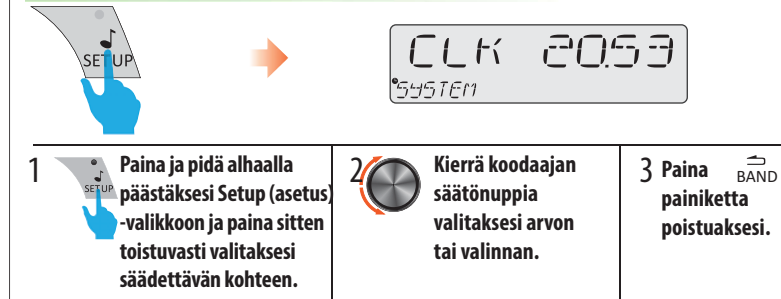 SETUP
CLK 20.53
SYSTEM
1
SETUP
Paina ja pidä alhaalla
päästäksesi Setup (asetus)
-valikkoon ja paina sitten
toistuvasti valitaksesi
säädettävän kohteen.
2
Kierrä koodaajan
säätönuppia
valitaksesi arvon
tai valinnan.
3 Paina BAND
painiketta
poistuaksesi.